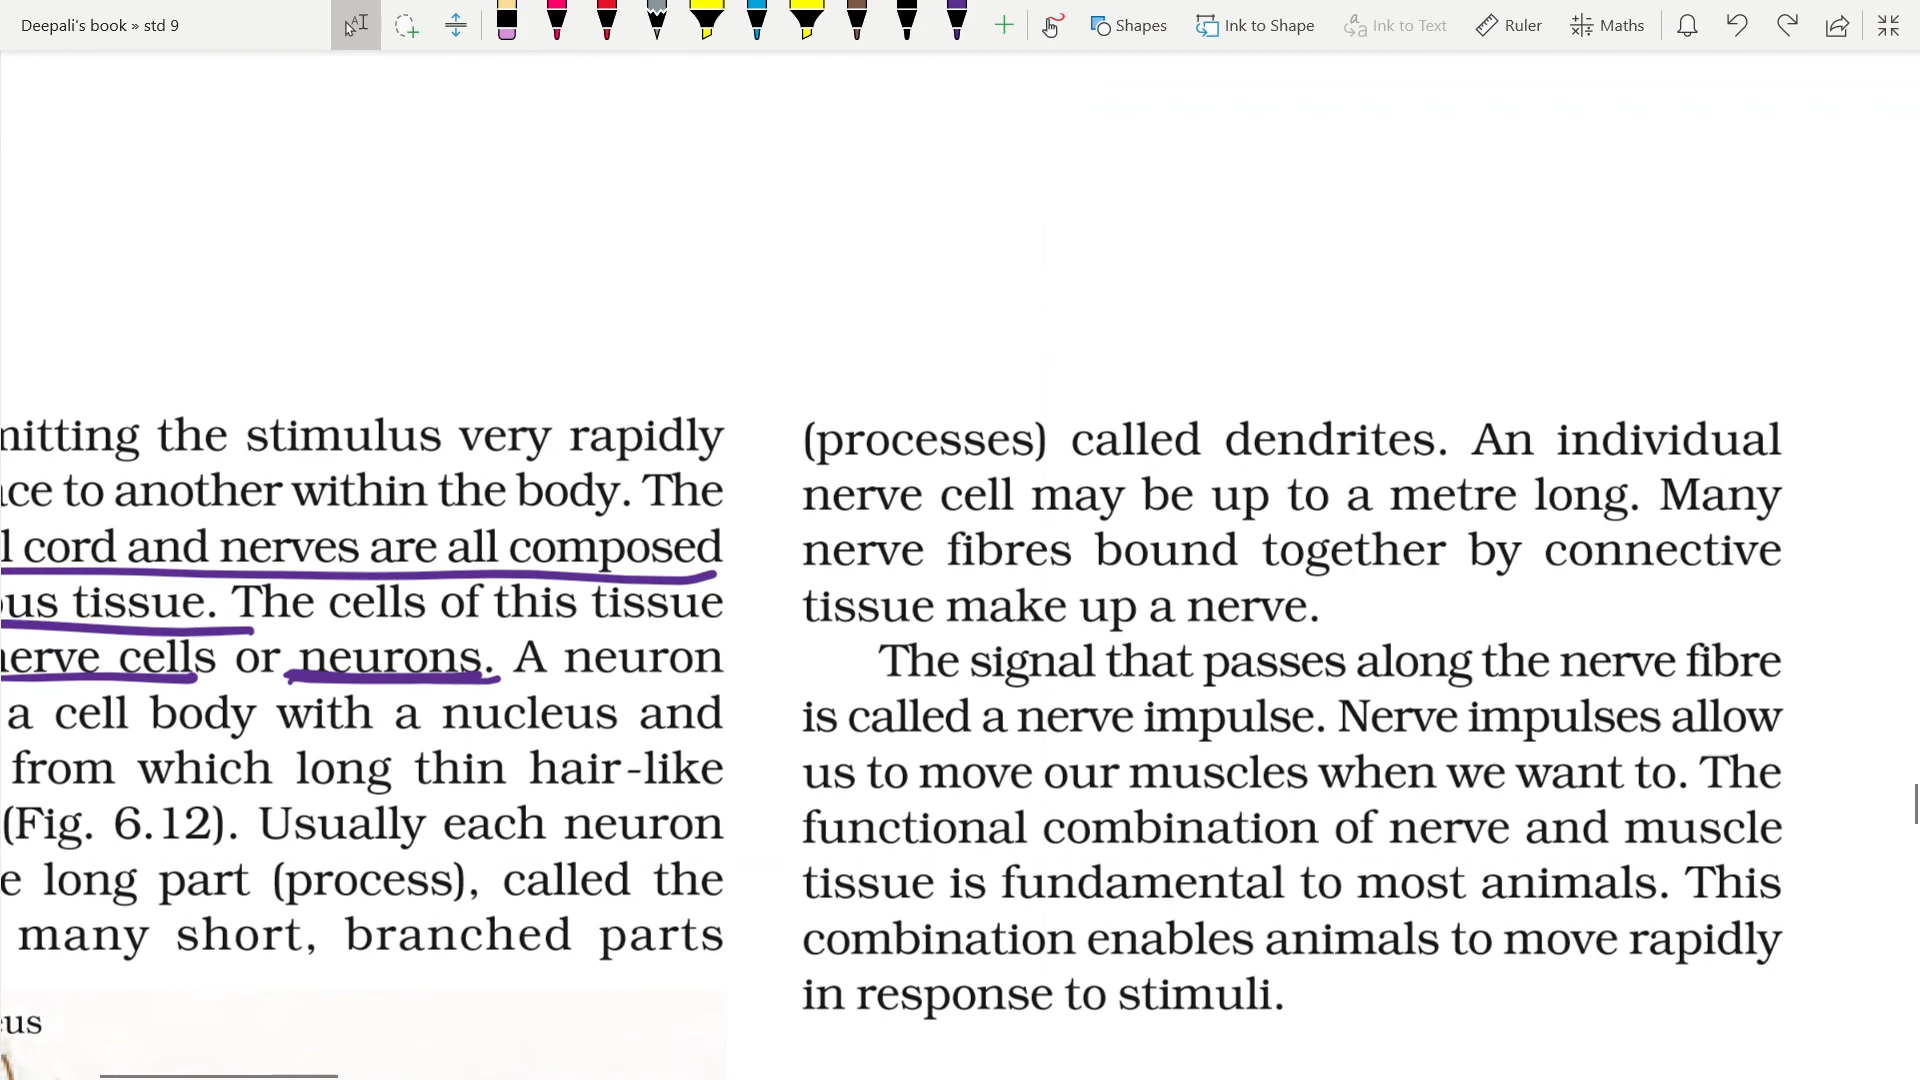 Deepali's book » std 9
Shapes
Ink to Shape
Ink to Text
Ruler
Maths
mitting the stimulus very rapidly
ce to another within the body. The
l cord and nerves are all composed
us tissue. The cells of this tissue
nerve cells or neurons. A neuron
a cell body with a nucleus and
from which long thin hair-like
(Fig. 6.12). Usually each neuron
e long part (process), called the
many short, branched parts
(processes) called dendrites. An individual
nerve cell may be up to a metre long. Many
nerve fibres bound together by connective
tissue make up a nerve.
The signal that passes along the nerve fibre
is called a nerve impulse. Nerve impulses allow
us to move our muscles when we want to. The
functional combination of nerve and muscle
tissue is fundamental to most animals. This
combination enables animals to move rapidly
in response to stimuli.
us